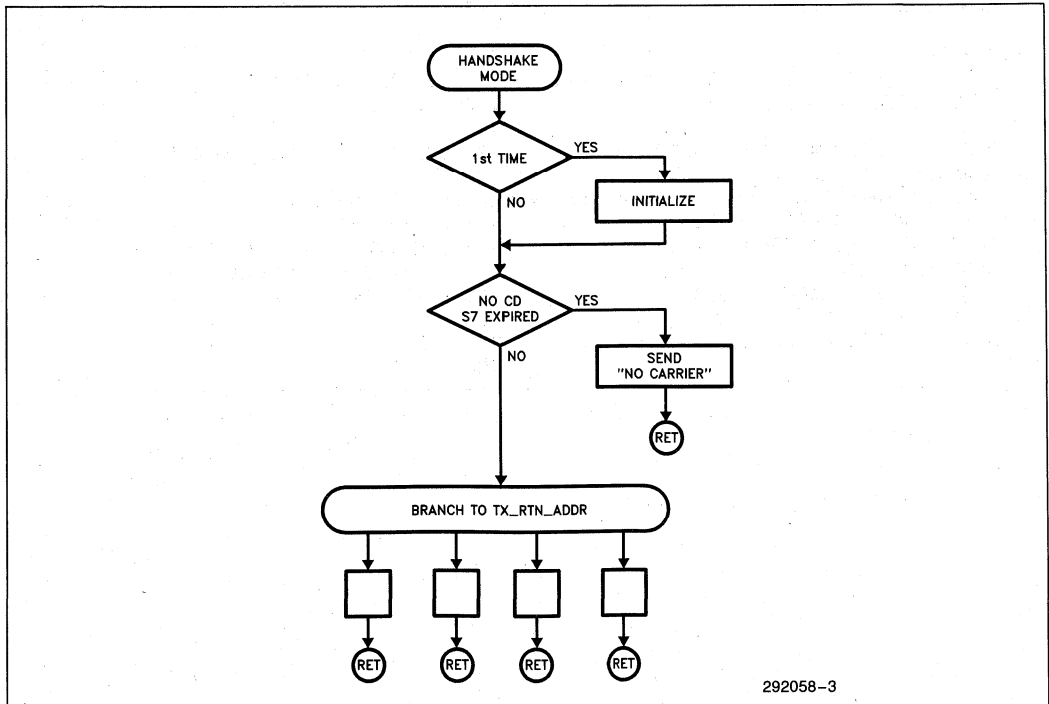 HANDSHAKE
MODE
1st TIME
YES
INITIALIZE
NO
NO CD
S7 EXPIRED
YES
NO
SEND
"NO CARRIER"
RET
BRANCH TO TX_RTN_ADDR
RET
RET
RET
RET
292058-3